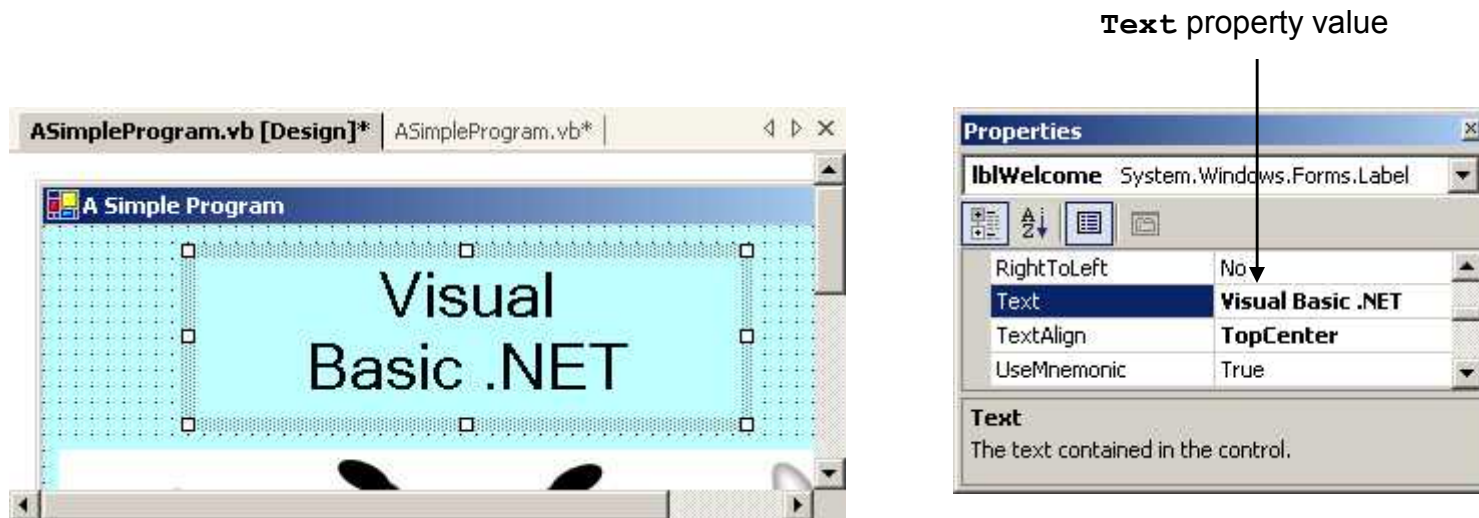 Text property value
ASimpleProgram.vb [Design]* ASimpleProgram.vb*
A Simple Program
Visual
Basic .NET
Properties
lblWelcome System.Windows.Forms.Label
RightToLeft No
Text Visual Basic .NET
TextAlign TopCenter
UseMnemonic True
Text
The text contained in the control.